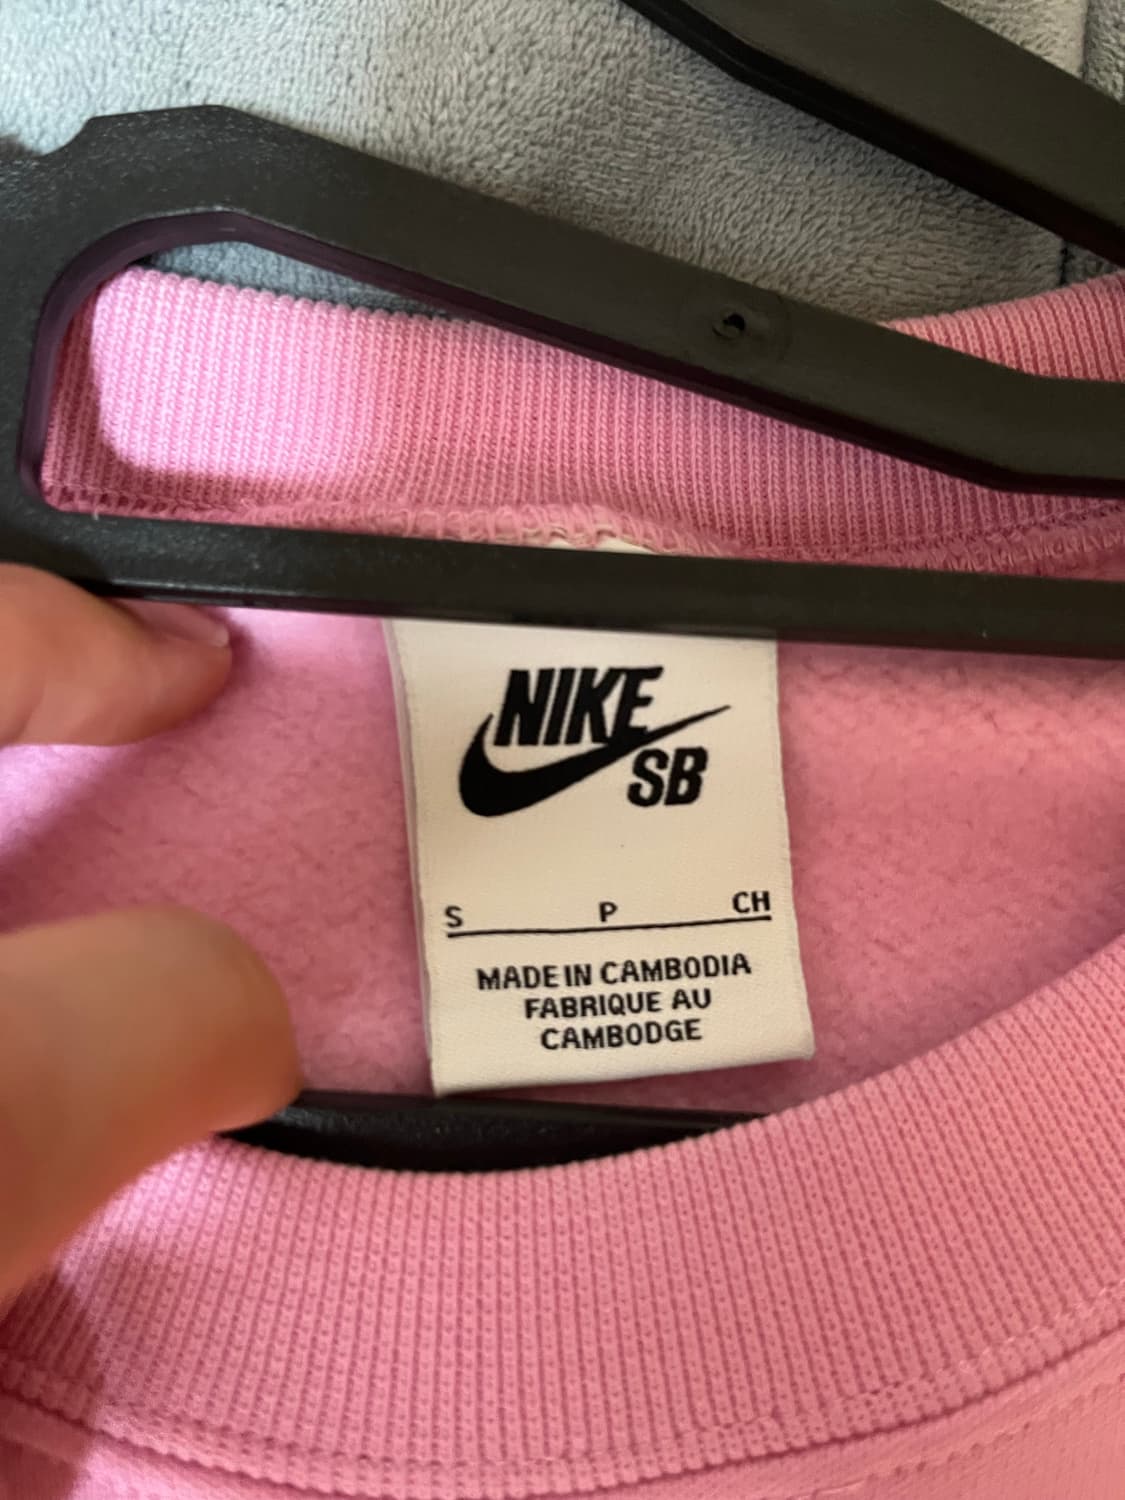 NIKE
SB
S P CH
MADE IN CAMBODIA
FABRIQUE AU
CAMBODGE